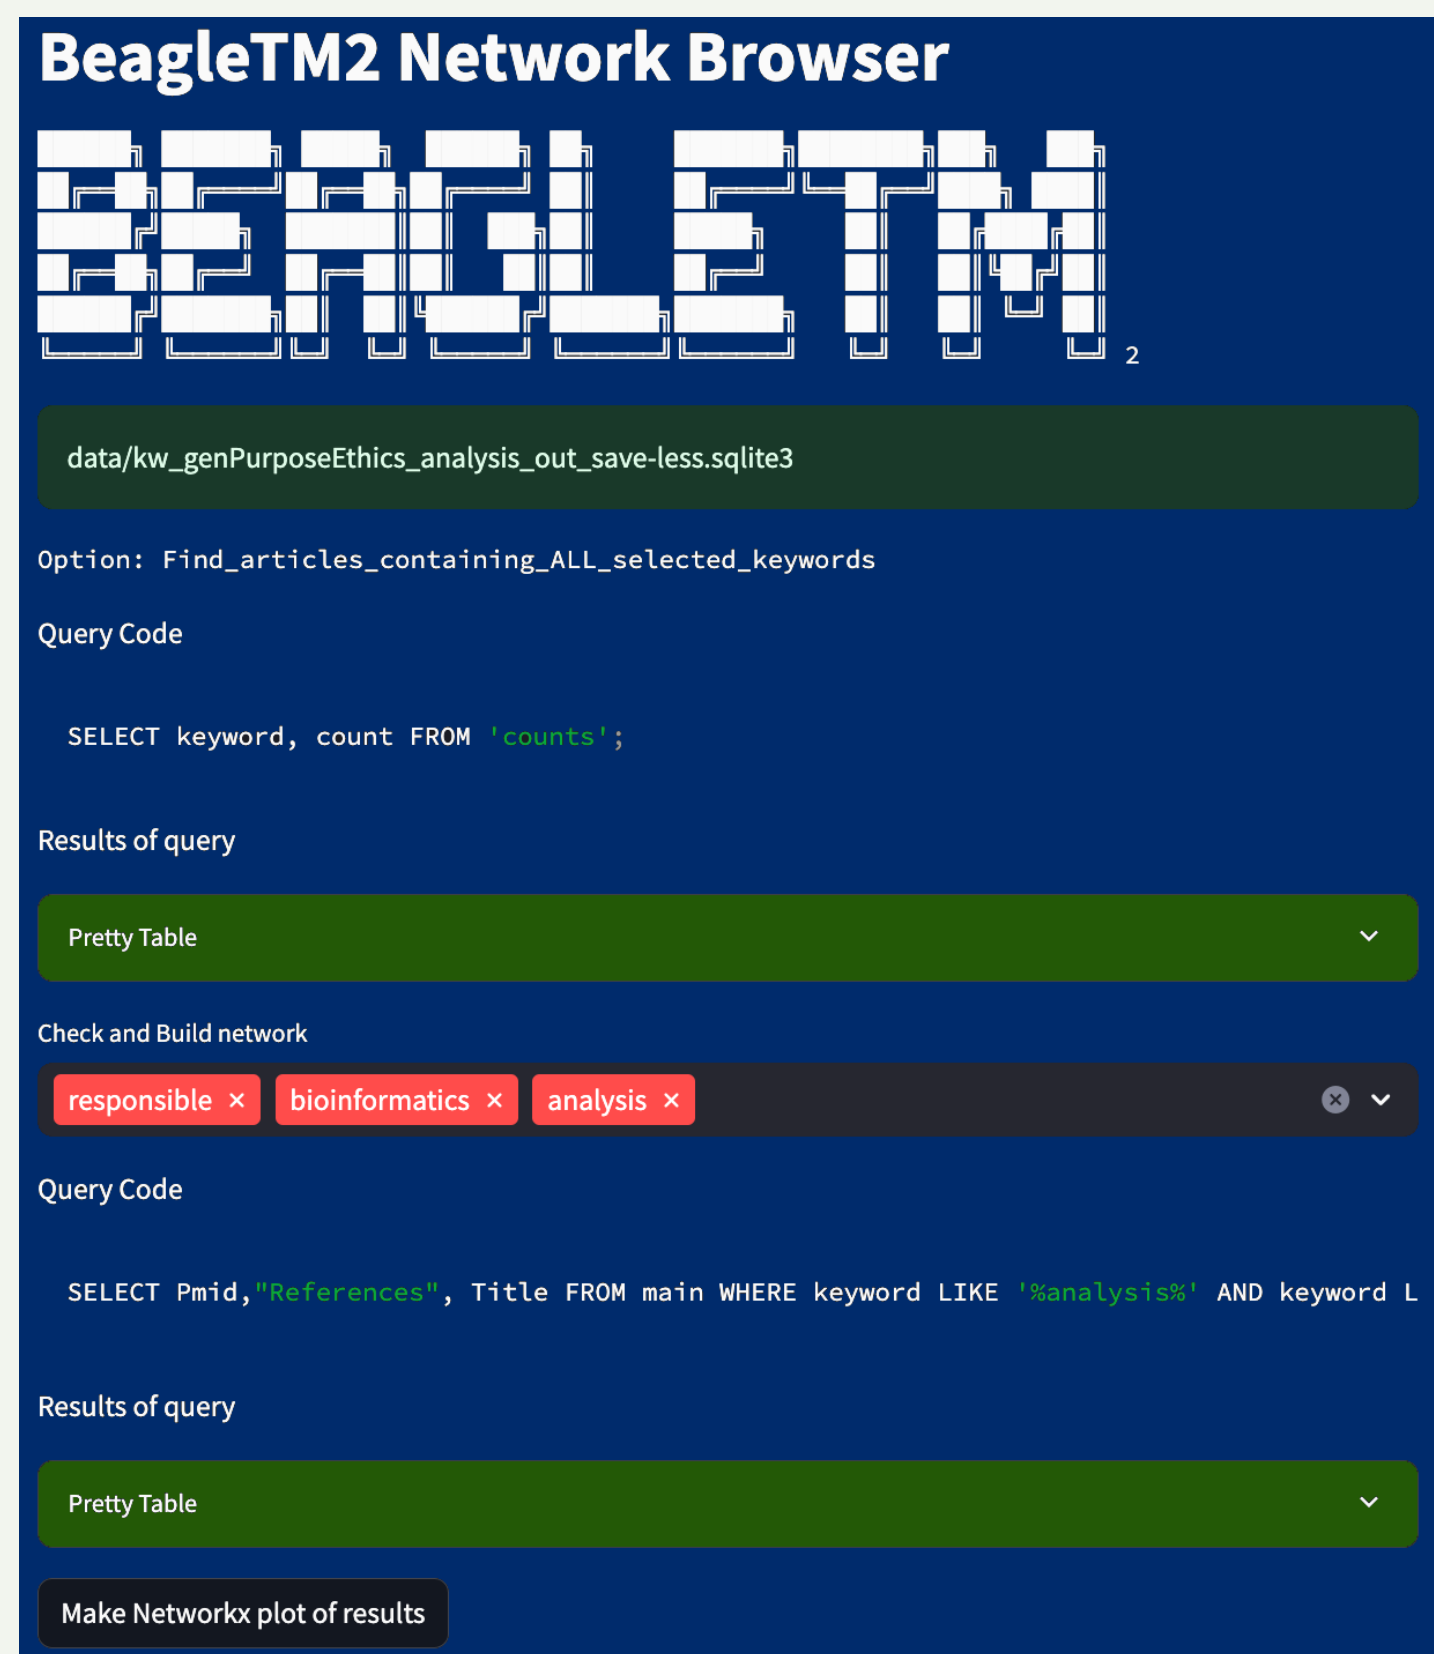 BeagleTM2 Network Browser
BEAGLETM 2
data/kw_genPurposeEthics_analysis_out_save-less.sqlite3
Option: Find_articles_containing_ALL_selected_keywords
Query Code
SELECT keyword, count FROM 'counts';
Results of query
Pretty Table
Check and Build network
responsible × bioinformatics × analysis ×
Query Code
SELECT Pmid,"References", Title FROM main WHERE keyword LIKE '%analysis%' AND keyword L
Results of query
Pretty Table
Make Networkx plot of results